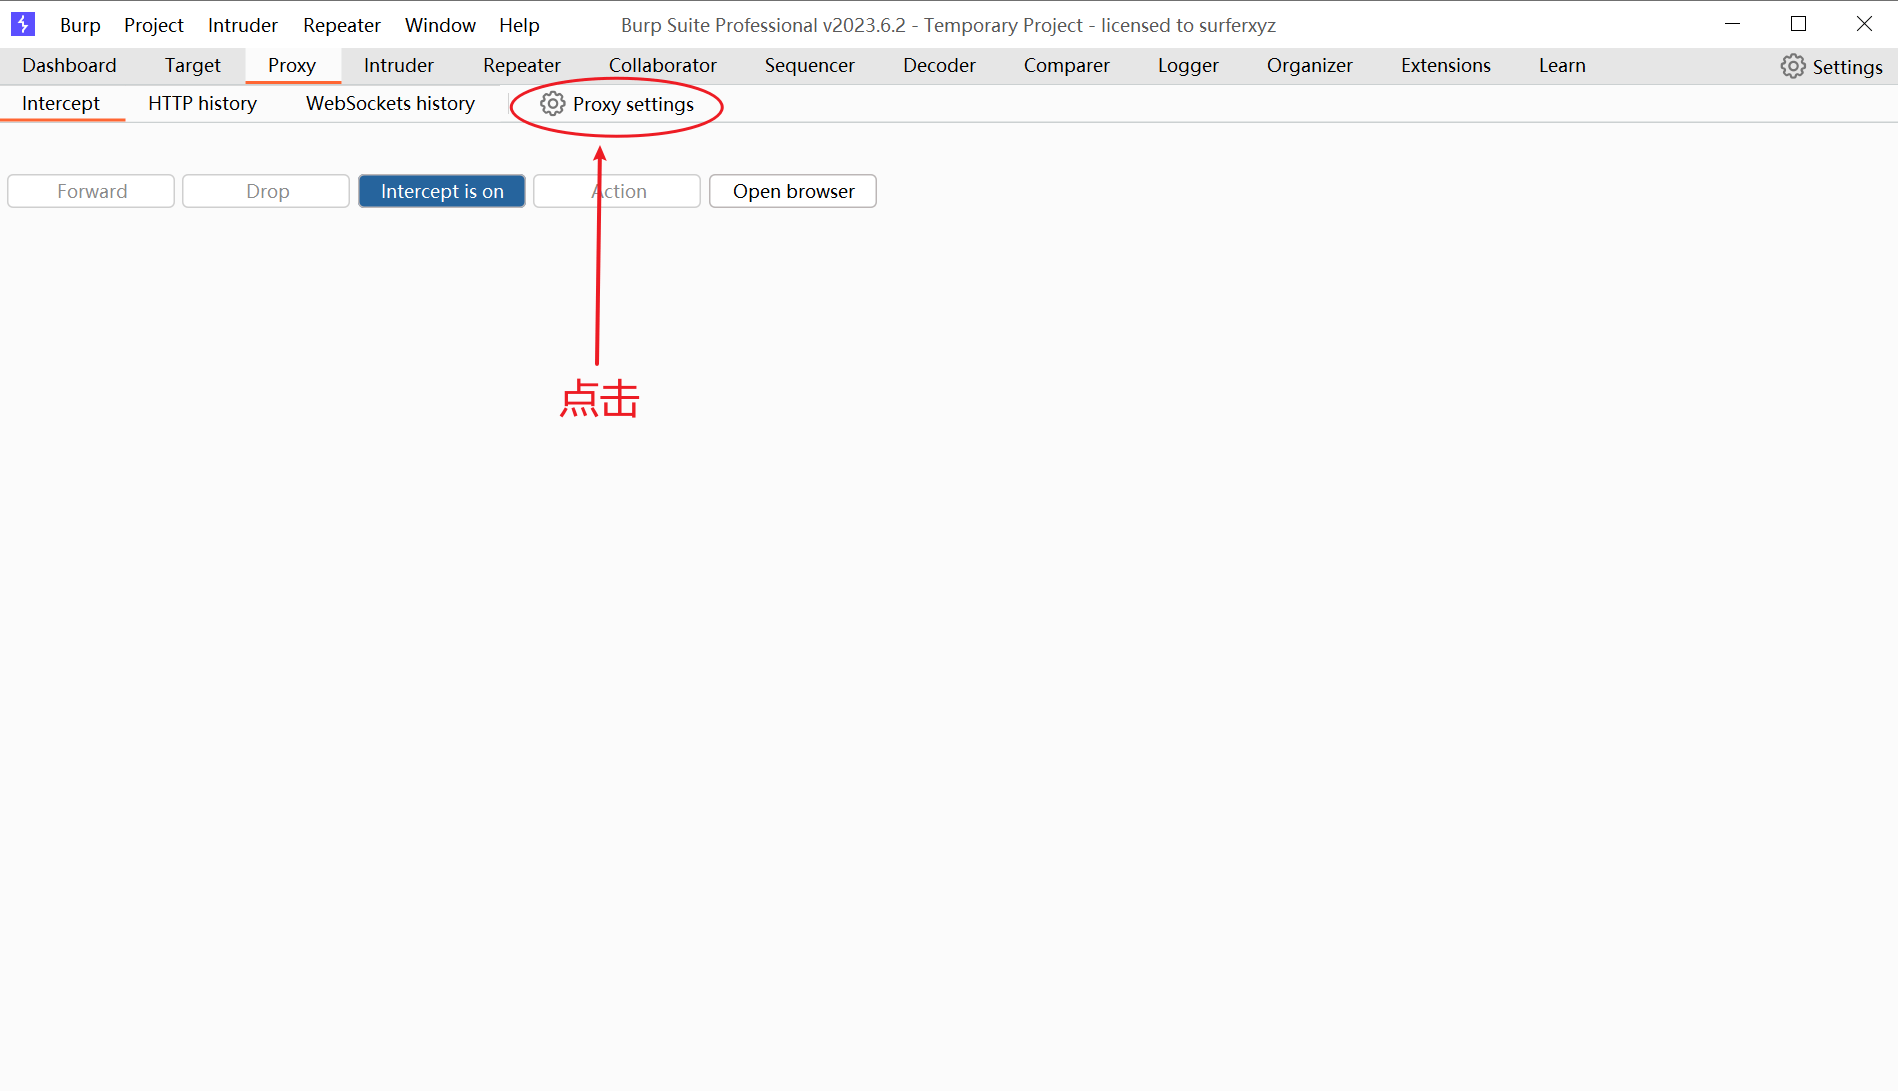 Burp Project Intruder Repeater Window Help Burp Suite Professional v2023.6.2 - Temporary Project - licensed to surferxyz
Dashboard Target Proxy Intruder Repeater Collaborator Sequencer Decoder Comparer Logger Organizer Extensions Learn Settings
Intercept HTTP history WebSockets history Proxy settings
Forward Drop Intercept is on Action Open browser
点击